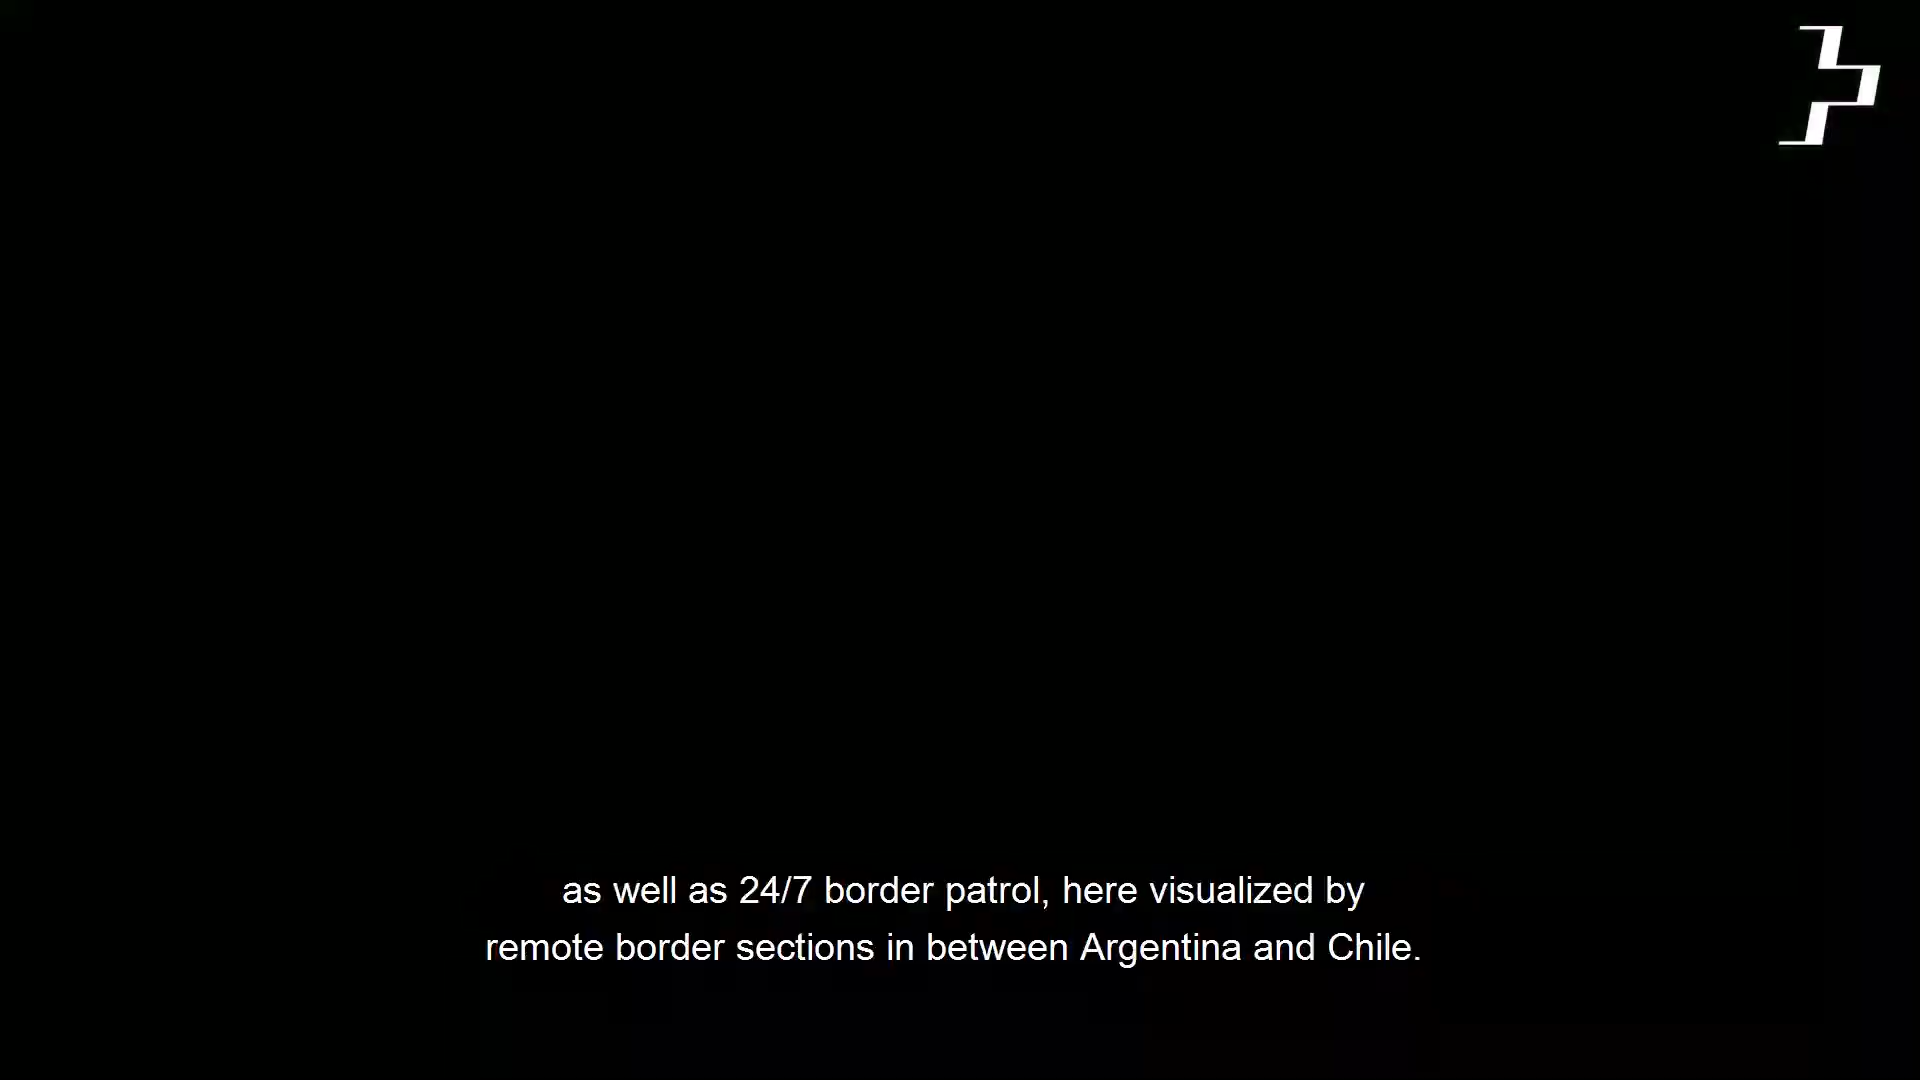 as well as 24/7 border patrol, here visualized by
remote border sections in between Argentina and Chile.